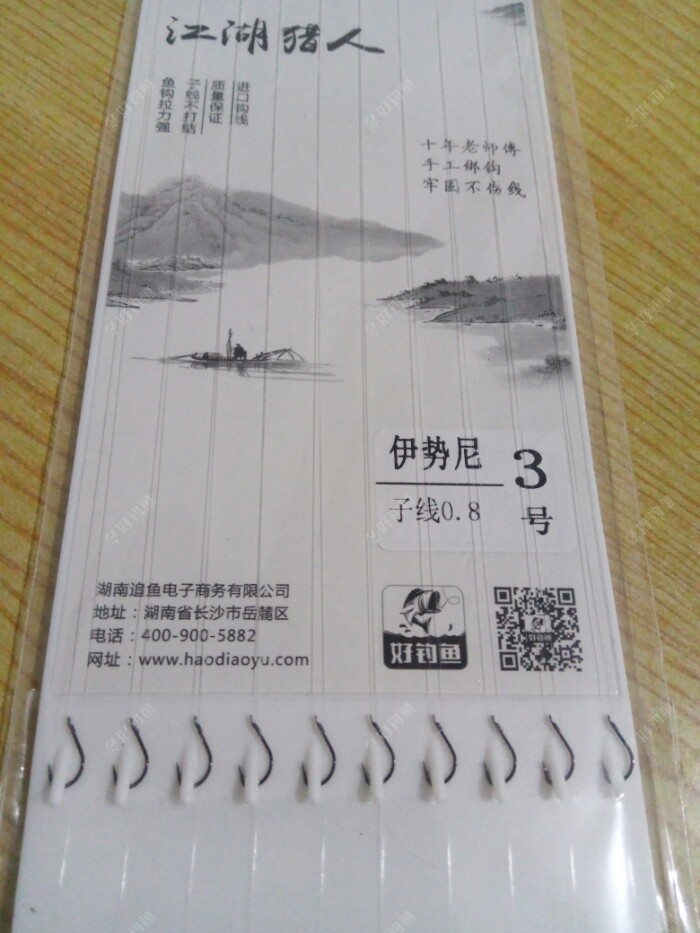 江湖猎人
进口钩线
质量保证
子线不打结
鱼钩拉力强
十年老师傅
手工绑钩
牢固不伤线
伊势尼
3
号
子线0.8
湖南追鱼电子商务有限公司
地址：湖南省长沙市岳麓区
电话：400-900-5882
网址：www.haodiaoyu.com
好钓鱼